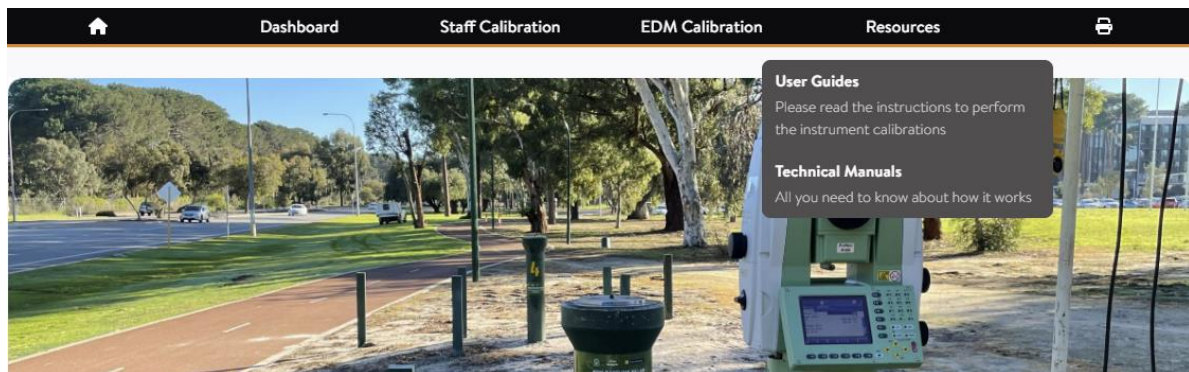 Dashboard
Staff Calibration
EDM Calibration
Resources
User Guides
Please read the instructions to perform
the instrument calibrations
Technical Manuals
All you need to know about how it works
4